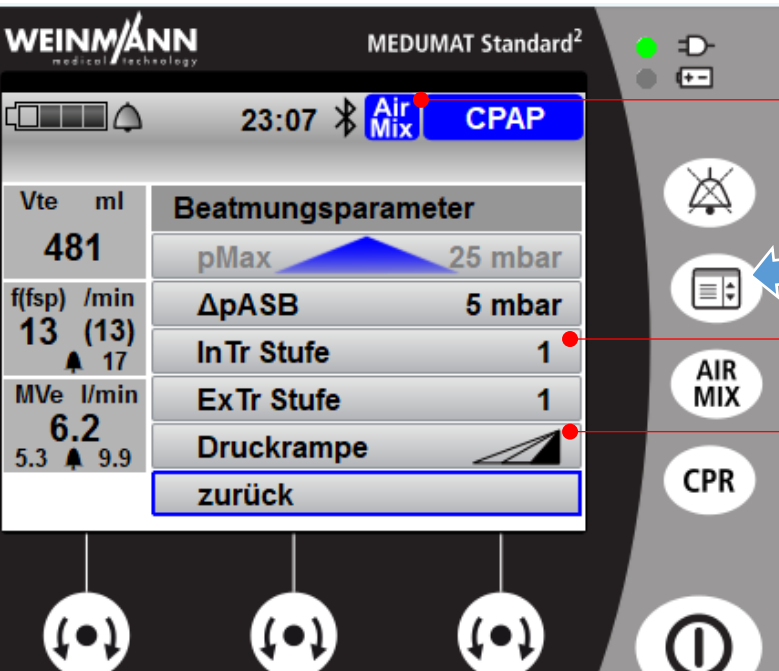 WEINMANN
medical technology
MEDUMAT Standard²
23:07 Air Mix CPAP
Vte ml
481
f(fsp) /min
13 (13)
17
MVe l/min
6.2
5.3 9.9
Beatmungsparameter
pMax 25 mbar
ΔpASB 5 mbar
InTr Stufe 1
ExTr Stufe 1
Druckrampe
zurück
AIR
MIX
CPR